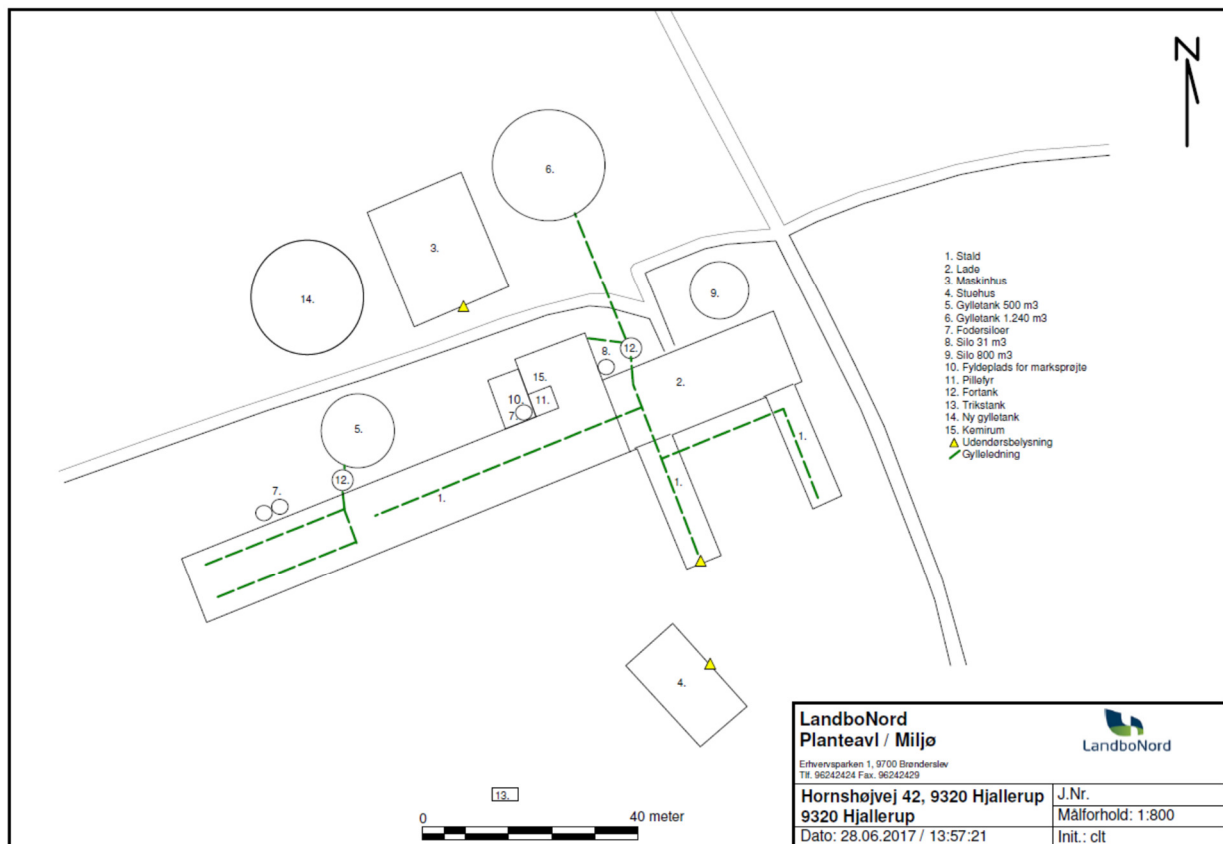 N
6.
3.
14.
9.
8.
12.
2.
15.
10.
11.
7.
5.
12.
7.
1.
1.
1.
4.
13.
1. Stald
2. Lade
3. Maskinhus
4. Stuehus
5. Gylletank 500 m3
6. Gylletank 1.240 m3
7. Fodersiloer
8. Silo 31 m3
9. Silo 800 m3
10. Fyldeplads for marksprøjte
11. Pillefyr
12. Fortank
13. Trikstank
14. Ny gylletank
15. Kemirum
Udendørsbelysning
Gylleledning
0 40 meter
LandboNord
Planteavl / Miljø
LandboNord
Erhvervsparken 1, 9700 Brønderslev
Tlf. 96242424 Fax. 96242429
Hornshøjvej 42, 9320 Hjallerup
9320 Hjallerup
J.Nr.
Målforhold: 1:800
Dato: 28.06.2017 / 13:57:21
Init.: clt